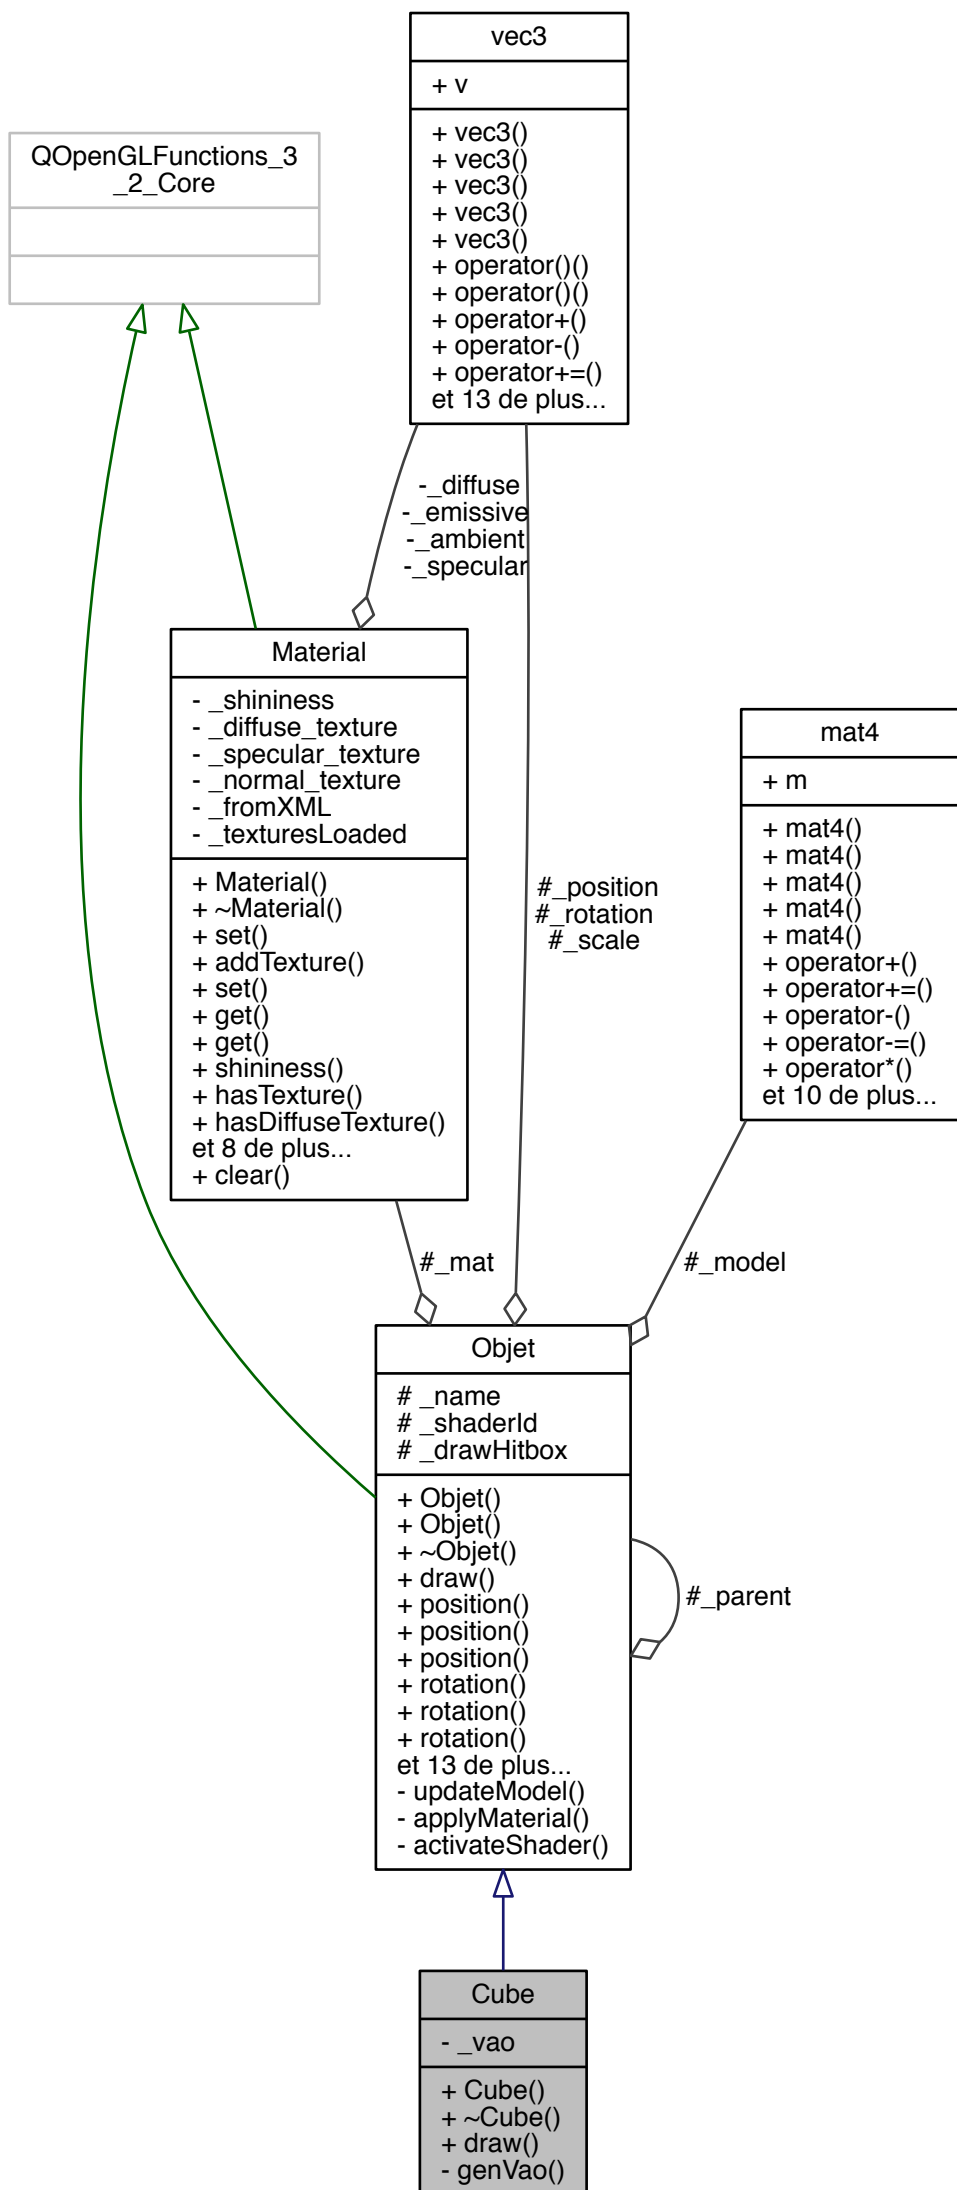 vec3
+ v
+ vec3()
+ vec3()
+ vec3()
+ vec3()
+ vec3()
+ operator()()
+ operator()()
+ operator+()
+ operator-()
+ operator+=()
et 13 de plus...
QOpenGLFunctions_3
_2_Core
-_diffuse
-_emissive
-_ambient
-_specular
Material
- _shininess
- _diffuse_texture
- _specular_texture
- _normal_texture
- _fromXML
- _texturesLoaded
+ Material()
+ ~Material()
+ set()
+ addTexture()
+ set()
+ get()
+ get()
+ shininess()
+ hasTexture()
+ hasDiffuseTexture()
et 8 de plus...
+ clear()
#_position
#_rotation
#_scale
mat4
+ m
+ mat4()
+ mat4()
+ mat4()
+ mat4()
+ mat4()
+ operator+()
+ operator+=()
+ operator-()
+ operator-=()
+ operator*()
et 10 de plus...
#_mat
#_model
Objet
# _name
# _shaderId
# _drawHitbox
+ Objet()
+ Objet()
+ ~Objet()
+ draw()
+ position()
+ position()
+ position()
+ rotation()
+ rotation()
+ rotation()
et 13 de plus...
- updateModel()
- applyMaterial()
- activateShader()
#_parent
Cube
- _vao
+ Cube()
+ ~Cube()
+ draw()
- genVao()